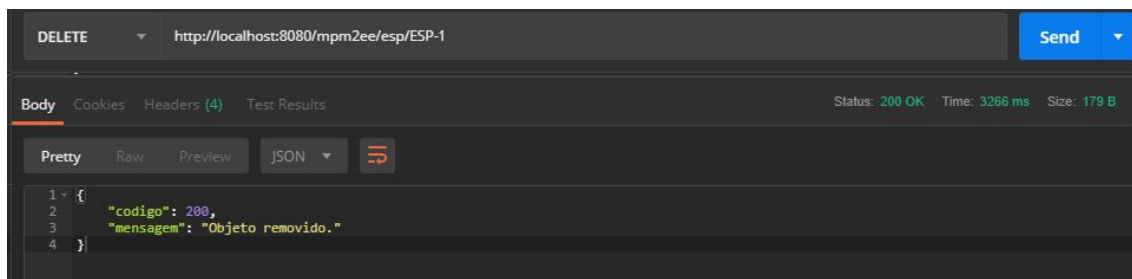 DELETE http://localhost:8080/mpm2ee/esp/ESP-1 Send
Body Cookies Headers (4) Test Results Status: 200 OK Time: 3266 ms Size: 179 B
Pretty Raw Preview JSON
1 {
2 "codigo": 200,
3 "mensagem": "Objeto removido."
4 }